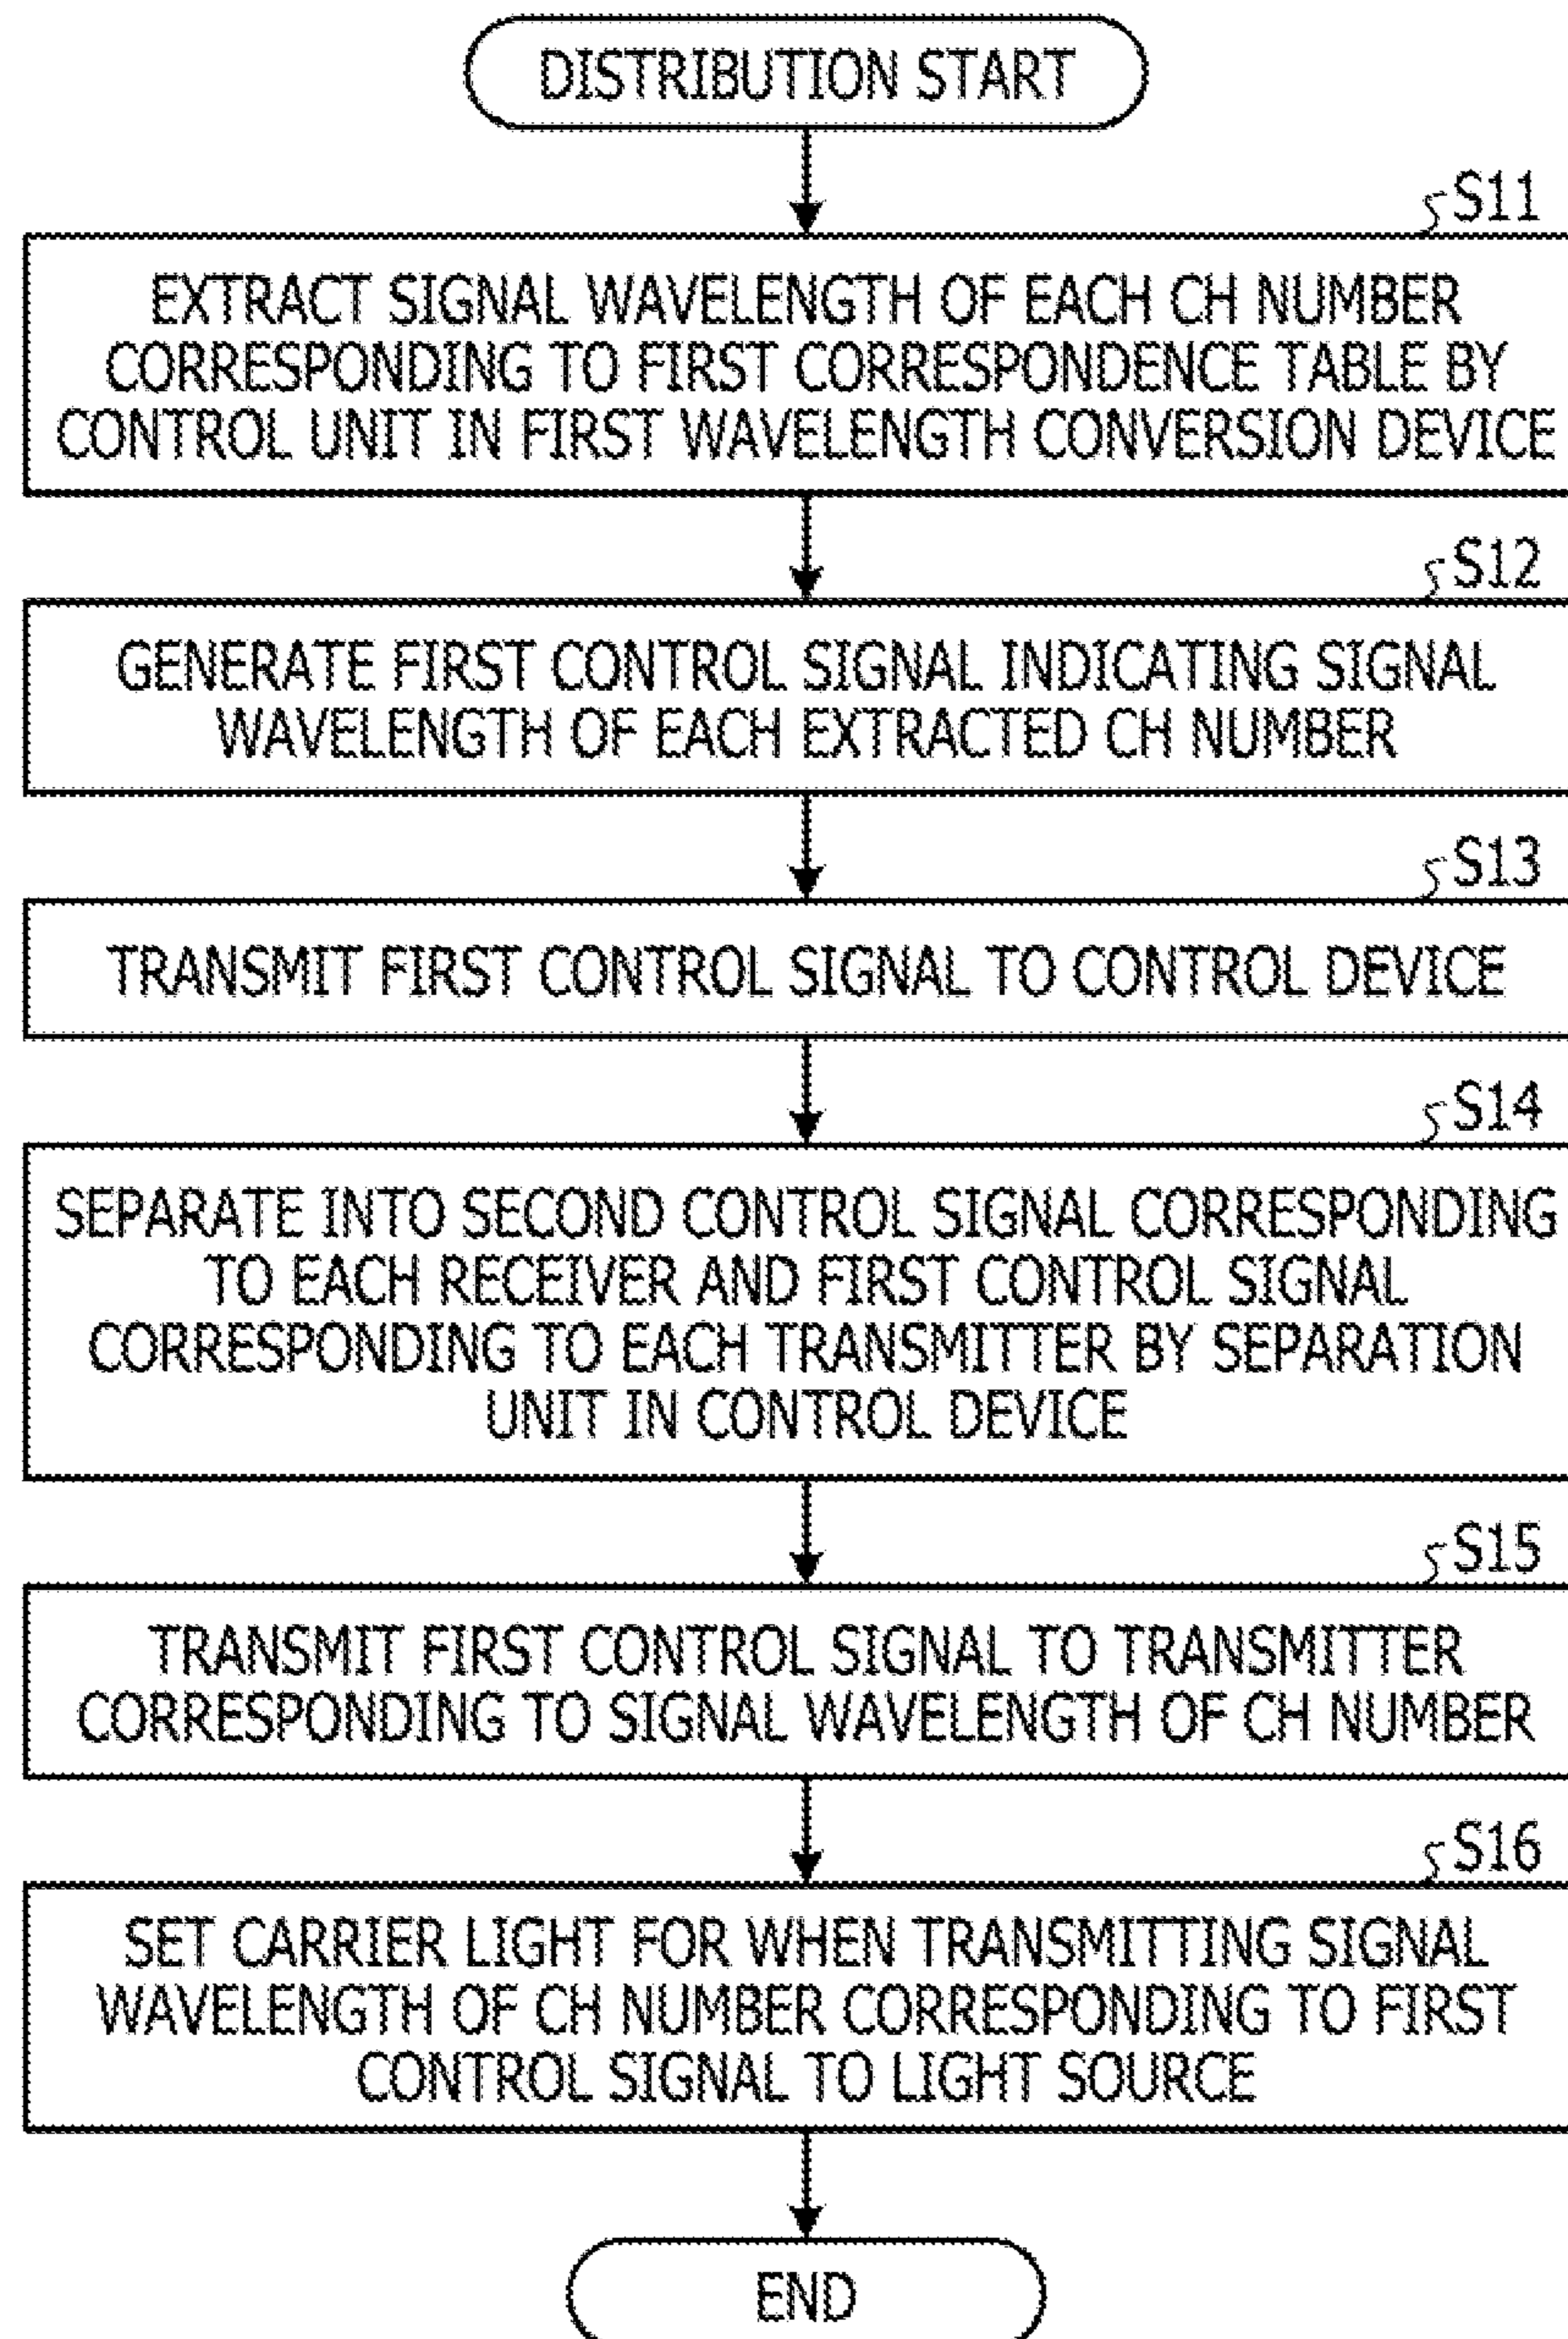 DISTRIBUTION START
S11
EXTRACT SIGNAL WAVELENGTH OF EACH CH NUMBER
CORRESPONDING TO FIRST CORRESPONDENCE TABLE BY
CONTROL UNIT IN FIRST WAVELENGTH CONVERSION DEVICE
S12
GENERATE FIRST CONTROL SIGNAL INDICATING SIGNAL
WAVELENGTH OF EACH EXTRACTED CH NUMBER
S13
TRANSMIT FIRST CONTROL SIGNAL TO CONTROL DEVICE
S14
SEPARATE INTO SECOND CONTROL SIGNAL CORRESPONDING
TO EACH RECEIVER AND FIRST CONTROL SIGNAL
CORRESPONDING TO EACH TRANSMITTER BY SEPARATION
UNIT IN CONTROL DEVICE
S15
TRANSMIT FIRST CONTROL SIGNAL TO TRANSMITTER
CORRESPONDING TO SIGNAL WAVELENGTH OF CH NUMBER
S16
SET CARRIER LIGHT FOR WHEN TRANSMITTING SIGNAL
WAVELENGTH OF CH NUMBER CORRESPONDING TO FIRST
CONTROL SIGNAL TO LIGHT SOURCE
END